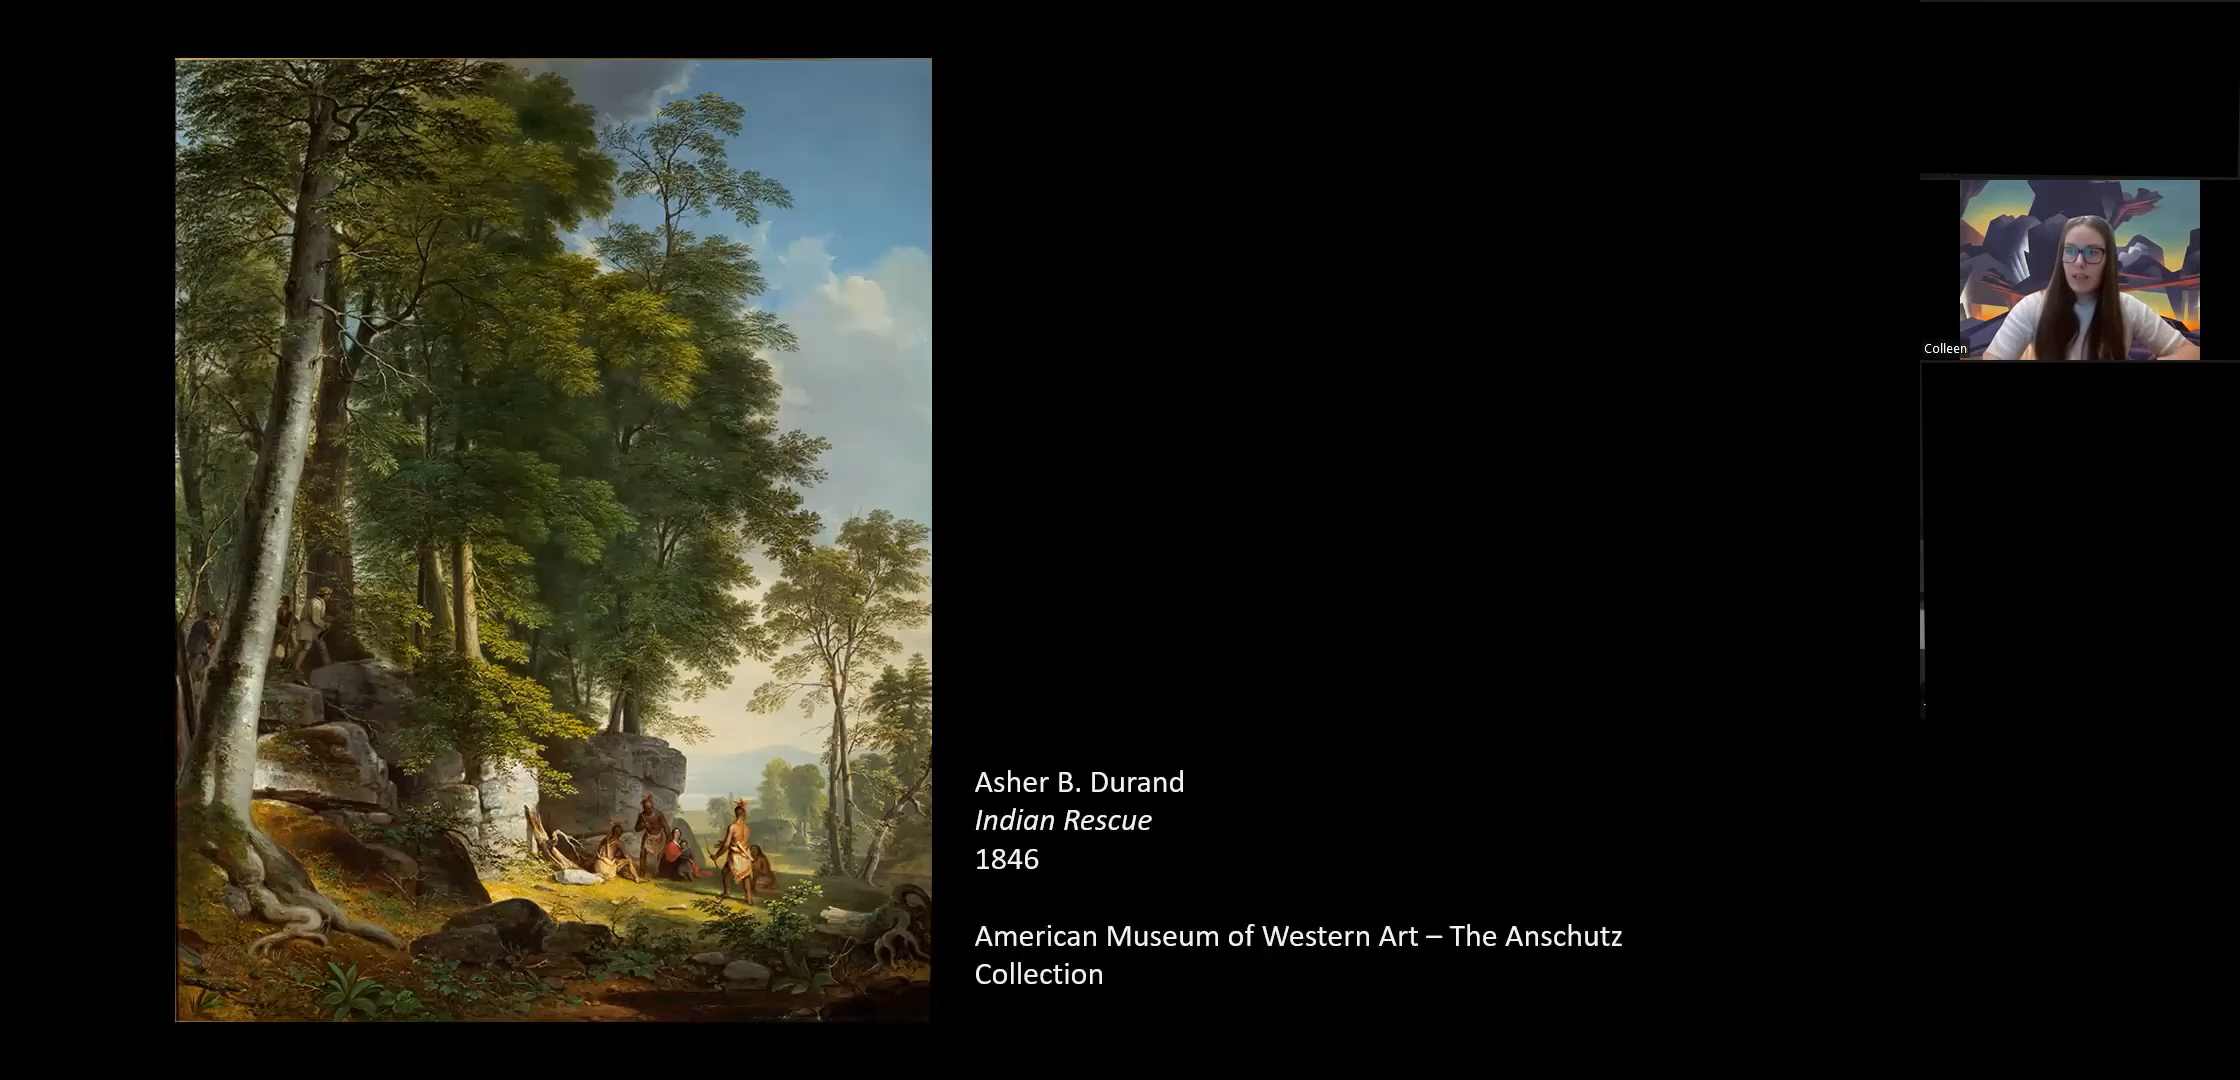 Asher B. Durand
Indian Rescue
1846
American Museum of Western Art – The Anschutz
Collection
Colleen